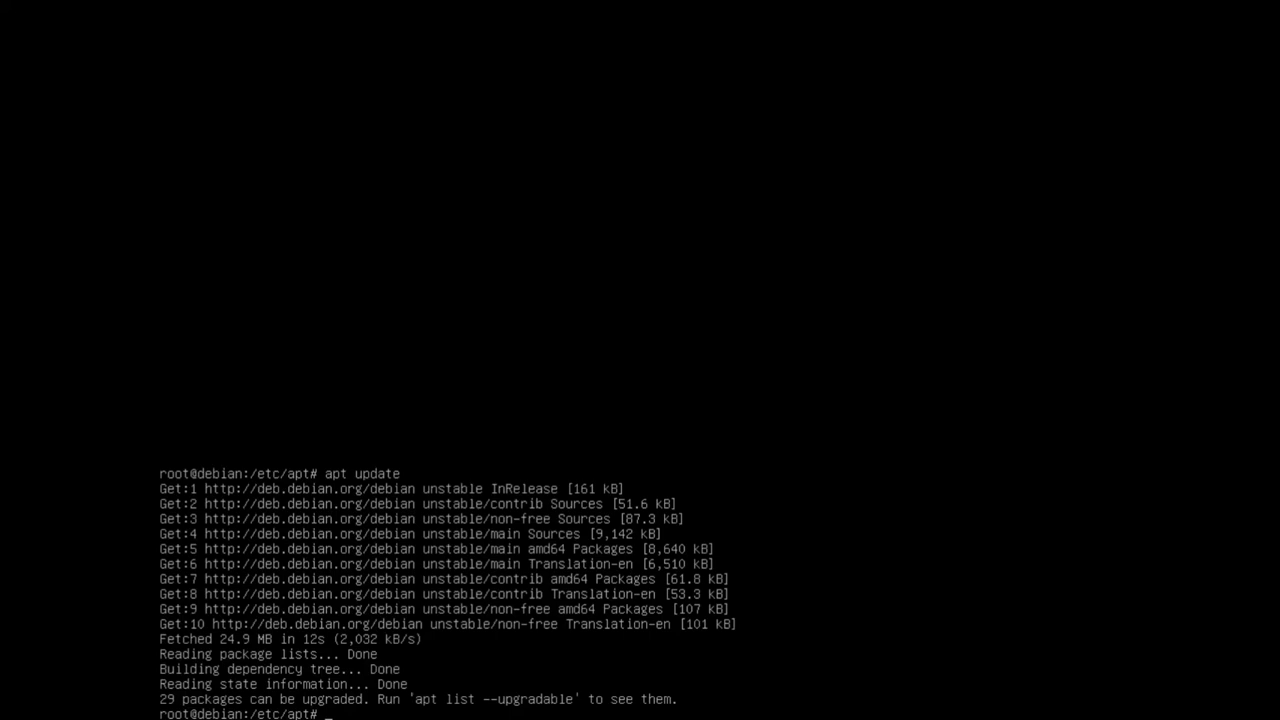 root@debian:/etc/apt# apt update
Get:1 http://deb.debian.org/debian unstable InRelease [161 kB]
Get:2 http://deb.debian.org/debian unstable/contrib Sources [51.6 kB]
Get:3 http://deb.debian.org/debian unstable/non-free Sources [87.3 kB]
Get:4 http://deb.debian.org/debian unstable/main Sources [9,142 kB]
Get:5 http://deb.debian.org/debian unstable/main amd64 Packages [8,640 kB]
Get:6 http://deb.debian.org/debian unstable/main Translation-en [6,510 kB]
Get:7 http://deb.debian.org/debian unstable/contrib amd64 Packages [61.8 kB]
Get:8 http://deb.debian.org/debian unstable/contrib Translation-en [53.3 kB]
Get:9 http://deb.debian.org/debian unstable/non-free amd64 Packages [107 kB]
Get:10 http://deb.debian.org/debian unstable/non-free Translation-en [101 kB]
Fetched 24.9 MB in 12s (2,032 kB/s)
Reading package lists... Done
Building dependency tree... Done
Reading state information... Done
29 packages can be upgraded. Run 'apt list --upgradable' to see them.
root@debian:/etc/apt# _